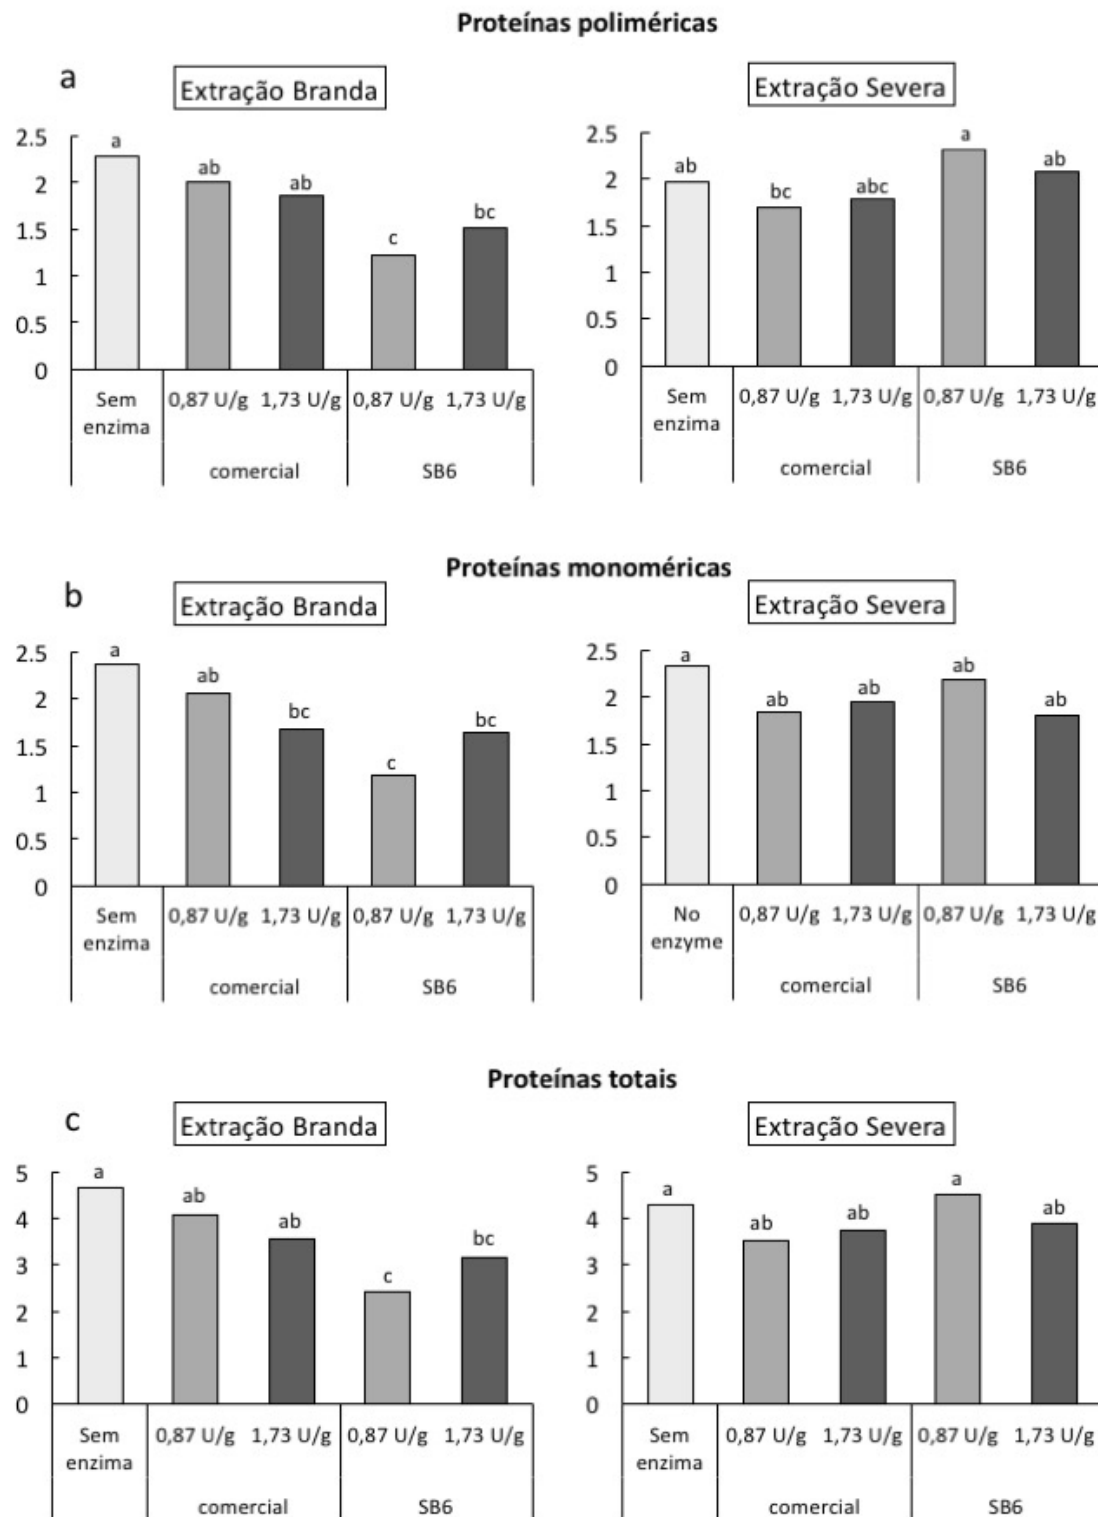 Proteínas poliméricas
a
Extração Branda
2.5
2
1.5
1
0.5
0
a
ab
ab
c
bc
Sem enzima
0,87 U/g
1,73 U/g
0,87 U/g
1,73 U/g
comercial
SB6
Extração Severa
2.5
2
1.5
1
0.5
0
ab
bc
abc
a
ab
Sem enzima
0,87 U/g
1,73 U/g
0,87 U/g
1,73 U/g
comercial
SB6
Proteínas monoméricas
b
Extração Branda
2.5
2
1.5
1
0.5
0
a
ab
bc
c
bc
Sem enzima
0,87 U/g
1,73 U/g
0,87 U/g
1,73 U/g
comercial
SB6
Extração Severa
2.5
2
1.5
1
0.5
0
a
ab
ab
ab
ab
No enzyme
0,87 U/g
1,73 U/g
0,87 U/g
1,73 U/g
comercial
SB6
Proteínas totais
c
Extração Branda
5
4
3
2
1
0
a
ab
ab
c
bc
Sem enzima
0,87 U/g
1,73 U/g
0,87 U/g
1,73 U/g
comercial
SB6
Extração Severa
5
4
3
2
1
0
a
ab
ab
a
ab
Sem enzima
0,87 U/g
1,73 U/g
0,87 U/g
1,73 U/g
comercial
SB6